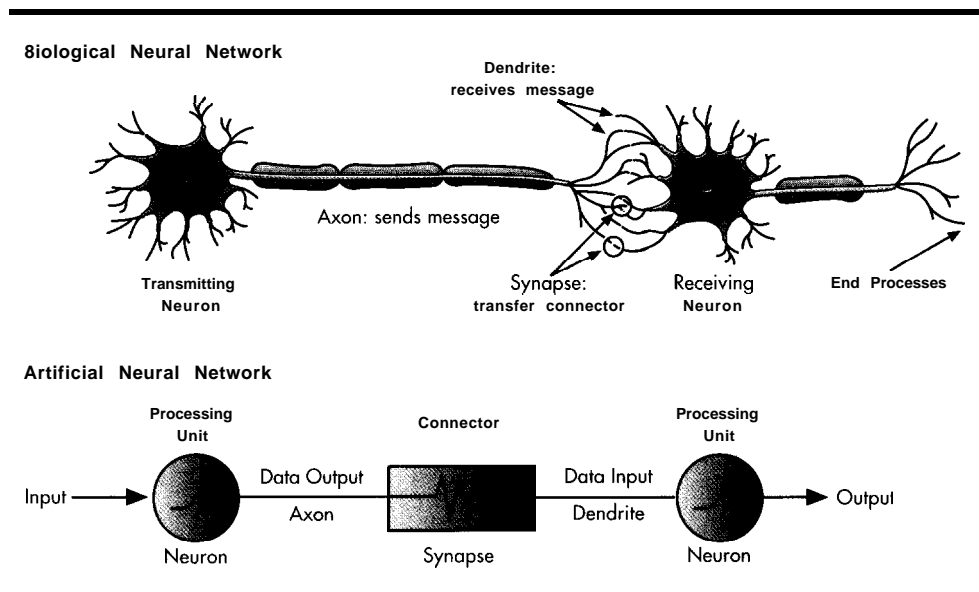 8iological Neural Network
Dendrite:
receives message
Axon: sends message
Transmitting
Neuron
Synapse:
transfer connector
Receiving
Neuron
End Processes
Artificial Neural Network
Processing
Unit
Connector
Processing
Unit
Input
Data Output
Axon
Data Input
Dendrite
Output
Neuron
Synapse
Neuron